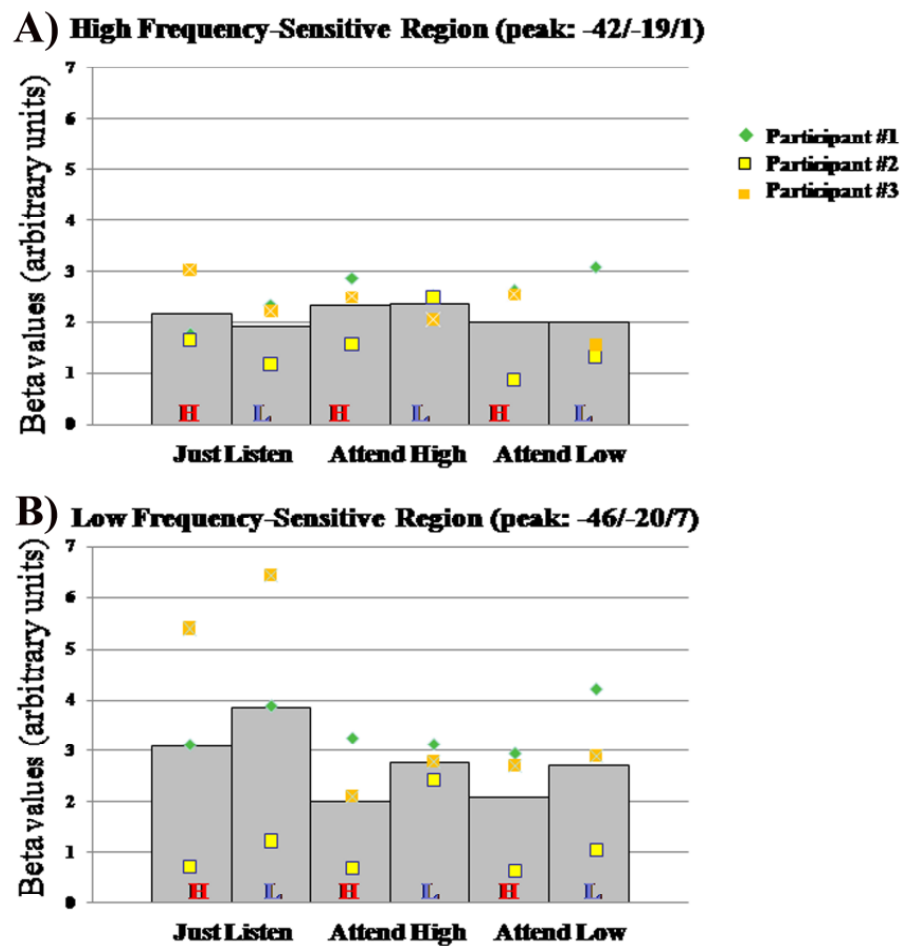 A) High Frequency-Sensitive Region (peak: -42/-19/1)
Beta values (arbitrary units)
7
6
5
4
3
2
1
0
H L H L H L
Just Listen Attend High Attend Low
Participant #1
Participant #2
Participant #3
B) Low Frequency-Sensitive Region (peak: -46/-20/7)
Beta values (arbitrary units)
7
6
5
4
3
2
1
0
H L H L H L
Just Listen Attend High Attend Low